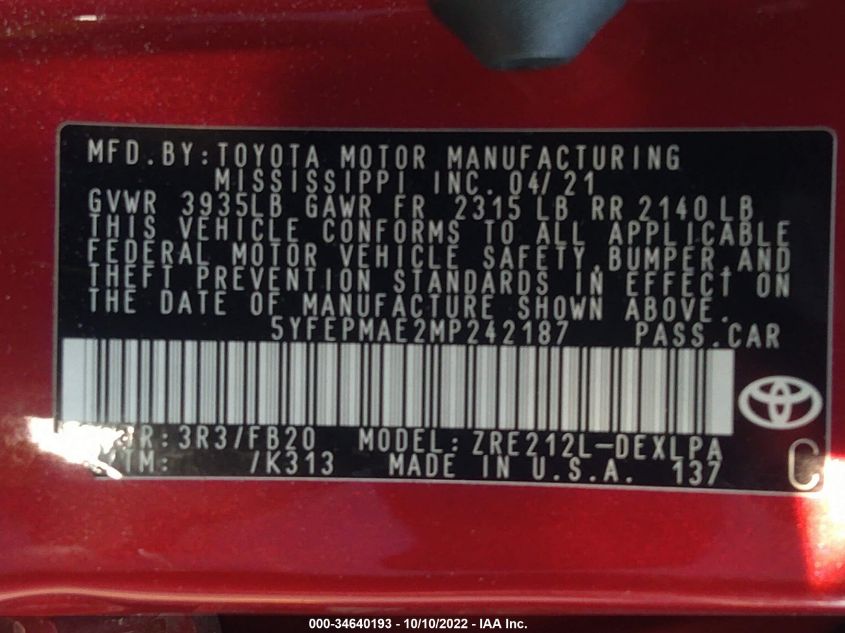 MFD.BY:TOYOTA MOTOR MANUFACTURING
MISSISSIPPI INC. 04/21
GVWR 3935LB GAWR FR 2315 LB RR 2140 LB
THIS VEHICLE CONFORMS TO ALL APPLICABLE
FEDERAL MOTOR VEHICLE SAFETY,BUMPER,AND
THEFT PREVENTION STANDARDS IN EFFECT ON
THE DATE OF MANUFACTURE SHOWN ABOVE.
5YFEPMAE2MP242187 PASS.CAR
R:3R3/FB20 MODEL:ZRE212L-DEXLPA
IM: /K313 MADE IN U.S.A. 137 C
000-34640193 - 10/10/2022 - IAA Inc.